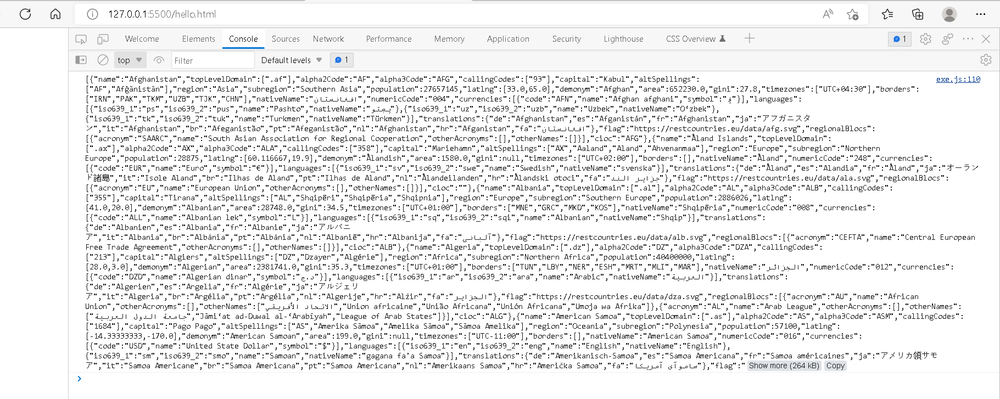 127.0.0.1:5500/hello.html
Welcome Elements Console Sources Network Performance Memory Application Security Lighthouse CSS Overview 1
top Filter Default levels 1
[{"name":"Afghanistan","topLevelDomain":[".af"],"alpha2Code":"AF","alpha3Code":"AFG","callingCodes":["93"],"capital":"Kabul","altSpellings": exe.js:110
["AF","Afġānistān"],"region":"Asia","subregion":"Southern Asia","population":27657145,"latlng":[33.0,65.0],"demonym":"Afghan","area":652230.0,"gini":27.8,"timezones":["UTC+04:30"],"borders":
["IRN","PAK","TKM","UZB","TJK","CHN"],"nativeName":"افغانستان","numericCode":"004","currencies":[{"code":"AFN","name":"Afghan afghani","symbol":"؋"}],"languages":
[{"iso639_1":"ps","iso639_2":"pus","name":"Pashto","nativeName":"پښتو"},{"iso639_1":"uz","iso639_2":"uzb","name":"Uzbek","nativeName":"Oʻzbek"},
{"iso639_1":"tk","iso639_2":"tuk","name":"Turkmen","nativeName":"Türkmen"}],"translations":{"de":"Afghanistan","es":"Afganistán","fr":"Afghanistan","ja":"アフガニスタ
ン","it":"Afghanistan","br":"Afeganistão","pt":"Afeganistão","nl":"Afghanistan","hr":"Afganistan","fa":"افغانستان"},"flag":"https://restcountries.eu/data/afg.svg","regionalBlocs":
[{"acronym":"SAARC","name":"South Asian Association for Regional Cooperation","otherAcronyms":[],"otherNames":[]}],"cioc":"AFG"},{"name":"Åland Islands","topLevelDomain":
[".ax"],"alpha2Code":"AX","alpha3Code":"ALA","callingCodes":["358"],"capital":"Mariehamn","altSpellings":["AX","Aaland","Aland","Ahvenanmaa"],"region":"Europe","subregion":"Northern
Europe","population":28875,"latlng":[60.116667,19.9],"demonym":"Ålandish","area":1580.0,"gini":null,"timezones":["UTC+02:00"],"borders":[],"nativeName":"Åland","numericCode":"248","currencies":
[{"code":"EUR","name":"Euro","symbol":"€"}],"languages":[{"iso639_1":"sv","iso639_2":"swe","name":"Swedish","nativeName":"svenska"}],"translations":{"de":"Åland","es":"Alandia","fr":"Åland","ja":"オーラン
ド諸島","it":"Isole Aland","br":"Ilhas de Aland","pt":"Ilhas de Aland","nl":"Ålandeilanden","hr":"Ålandski otoci","fa":"جزایر الند"},"flag":"https://restcountries.eu/data/ala.svg","regionalBlocs":
[{"acronym":"EU","name":"European Union","otherAcronyms":[],"otherNames":[]}],"cioc":""},{"name":"Albania","topLevelDomain":[".al"],"alpha2Code":"AL","alpha3Code":"ALB","callingCodes":
["355"],"capital":"Tirana","altSpellings":["AL","Shqipëri","Shqipëria","Shqipnia"],"region":"Europe","subregion":"Southern Europe","population":2886026,"latlng":
[41.0,20.0],"demonym":"Albanian","area":28748.0,"gini":34.5,"timezones":["UTC+01:00"],"borders":["MNE","GRC","MKD","KOS"],"nativeName":"Shqipëria","numericCode":"008","currencies":
[{"code":"ALL","name":"Albanian lek","symbol":"L"}],"languages":[{"iso639_1":"sq","iso639_2":"sqi","name":"Albanian","nativeName":"Shqip"}],"translations":
{"de":"Albanien","es":"Albania","fr":"Albanie","ja":"アルバニ
ア","it":"Albania","br":"Albânia","pt":"Albânia","nl":"Albanië","hr":"Albanija","fa":"آلبانی"},"flag":"https://restcountries.eu/data/alb.svg","regionalBlocs":[{"acronym":"CEFTA","name":"Central European
Free Trade Agreement","otherAcronyms":[],"otherNames":[]}],"cioc":"ALB"},{"name":"Algeria","topLevelDomain":[".dz"],"alpha2Code":"DZ","alpha3Code":"DZA","callingCodes":
["213"],"capital":"Algiers","altSpellings":["DZ","Dzayer","Algérie"],"region":"Africa","subregion":"Northern Africa","population":40400000,"latlng":
[28.0,3.0],"demonym":"Algerian","area":2381741.0,"gini":35.3,"timezones":["UTC+01:00"],"borders":["TUN","LBY","NER","ESH","MRT","MLI","MAR"],"nativeName":"الجزائر","numericCode":"012","currencies":
[{"code":"DZD","name":"Algerian dinar","symbol":"د.ج"}],"languages":[{"iso639_1":"ar","iso639_2":"ara","name":"Arabic","nativeName":"العربية"}],"translations":
{"de":"Algerien","es":"Argelia","fr":"Algérie","ja":"アルジェリ
ア","it":"Algeria","br":"Argélia","pt":"Argélia","nl":"Algerije","hr":"Alžir","fa":"الجزایر"},"flag":"https://restcountries.eu/data/dza.svg","regionalBlocs":[{"acronym":"AU","name":"African
Union","otherAcronyms":[],"otherNames":["الاتحاد الأفريقي","Union africaine","União Africana","Unión Africana","Umoja wa Afrika"]},{"acronym":"AL","name":"Arab League","otherAcronyms":[],"otherNames":
["جامعة الدول العربية","Jāmiʻat ad-Duwal al-ʻArabīyah","League of Arab States"]}],"cioc":"ALG"},{"name":"American Samoa","topLevelDomain":[".as"],"alpha2Code":"AS","alpha3Code":"ASM","callingCodes":
["1684"],"capital":"Pago Pago","altSpellings":["AS","Amerika Sāmoa","Amelika Sāmoa","Sāmoa Amelika"],"region":"Oceania","subregion":"Polynesia","population":57100,"latlng":
[-14.33333333,-170.0],"demonym":"American Samoan","area":199.0,"gini":null,"timezones":["UTC-11:00"],"borders":[],"nativeName":"American Samoa","numericCode":"016","currencies":
[{"code":"USD","name":"United State Dollar","symbol":"$"}],"languages":[{"iso639_1":"en","iso639_2":"eng","name":"English","nativeName":"English"},
{"iso639_1":"sm","iso639_2":"smo","name":"Samoan","nativeName":"gagana fa'a Samoa"}],"translations":{"de":"Amerikanisch-Samoa","es":"Samoa Americana","fr":"Samoa américaines","ja":"アメリカ領サモ
ア","it":"Samoa Americane","br":"Samoa Americana","pt":"Samoa Americana","nl":"Amerikaans Samoa","hr":"Američka Samoa","fa":"ساموآی آمریکا"},"flag":" Show more (264 kB) Copy